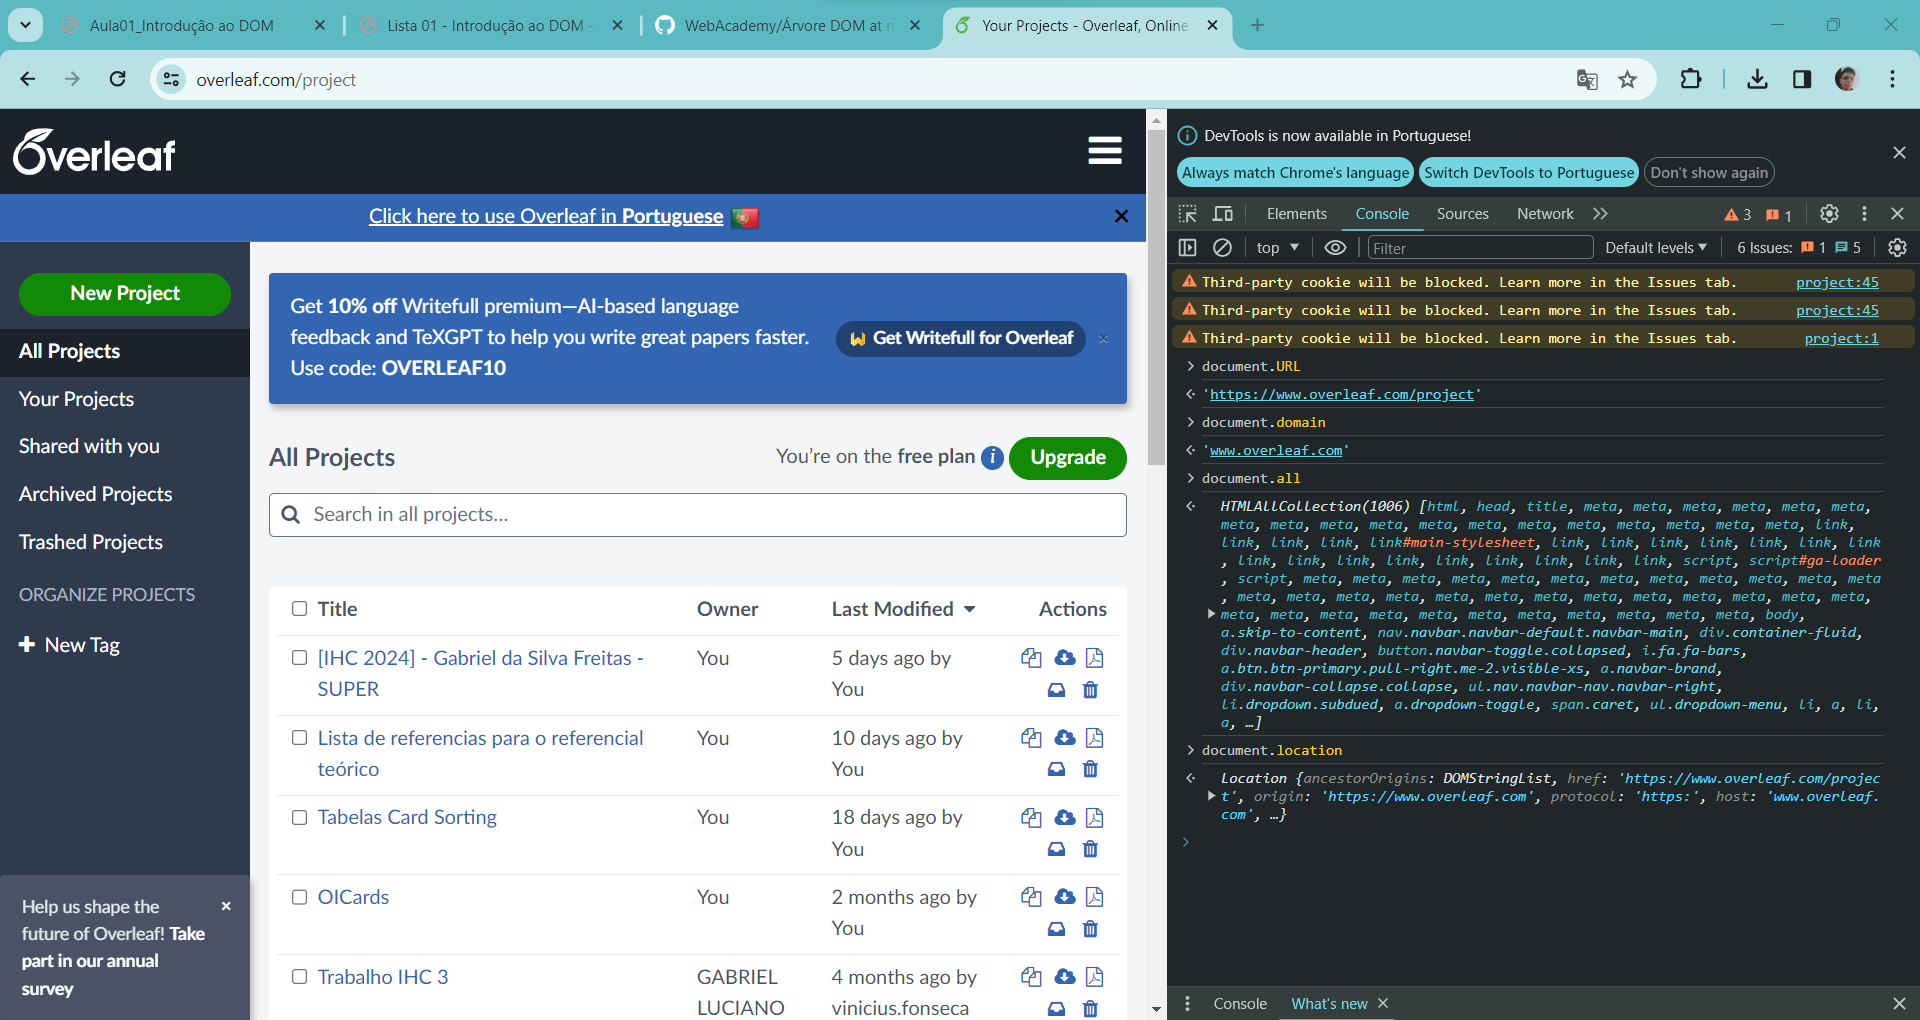 Aula01_Introdução ao DOM
Lista 01 - Introdução ao DOM -
WebAcademy/Árvore DOM at m
Your Projects - Overleaf, Online
overleaf.com/project
Overleaf
Click here to use Overleaf in Portuguese
New Project
All Projects
Your Projects
Shared with you
Archived Projects
Trashed Projects
ORGANIZE PROJECTS
New Tag
Help us shape the
future of Overleaf! Take
part in our annual
survey
Get 10% off Writefull premium—AI-based language
feedback and TeXGPT to help you write great papers faster.
Use code: OVERLEAF10
Get Writefull for Overleaf
All Projects
You’re on the free plan
Upgrade
Search in all projects…
Title Owner Last Modified Actions
[IHC 2024] - Gabriel da Silva Freitas - You 5 days ago by
SUPER You
Lista de referencias para o referencial You 10 days ago by
teórico You
Tabelas Card Sorting You 18 days ago by
You
OICards You 2 months ago by
You
Trabalho IHC 3 GABRIEL 4 months ago by
LUCIANO vinicius.fonseca
DevTools is now available in Portuguese!
Always match Chrome's language Switch DevTools to Portuguese Don't show again
Elements Console Sources Network 3 1
top Filter Default levels 6 Issues: 1 5
Third-party cookie will be blocked. Learn more in the Issues tab. project:45
Third-party cookie will be blocked. Learn more in the Issues tab. project:45
Third-party cookie will be blocked. Learn more in the Issues tab. project:1
document.URL
'https://www.overleaf.com/project'
document.domain
'www.overleaf.com'
document.all
HTMLAllCollection(1006) [html, head, title, meta, meta, meta, meta, meta, meta,
meta, meta, meta, meta, meta, meta, meta, meta, meta, meta, meta, meta, link,
link, link, link, link#main-stylesheet, link, link, link, link, link, link, link
, link, link, link, link, link, link, link, link, link, script, script#ga-loader
, script, meta, meta, meta, meta, meta, meta, meta, meta, meta, meta, meta, meta
, meta, meta, meta, meta, meta, meta, meta, meta, meta, meta, meta, meta, meta,
meta, meta, meta, meta, meta, meta, meta, meta, meta, meta, meta, body,
a.skip-to-content, nav.navbar.navbar-default.navbar-main, div.container-fluid,
div.navbar-header, button.navbar-toggle.collapsed, i.fa.fa-bars,
a.btn.btn-primary.pull-right.me-2.visible-xs, a.navbar-brand,
div.navbar-collapse.collapse, ul.nav.navbar-nav.navbar-right,
li.dropdown.subdued, a.dropdown-toggle, span.caret, ul.dropdown-menu, li, a, li,
a, …]
document.location
Location {ancestorOrigins: DOMStringList, href: 'https://www.overleaf.com/projec
t', origin: 'https://www.overleaf.com', protocol: 'https:', host: 'www.overleaf.
com', …}
Console What's new